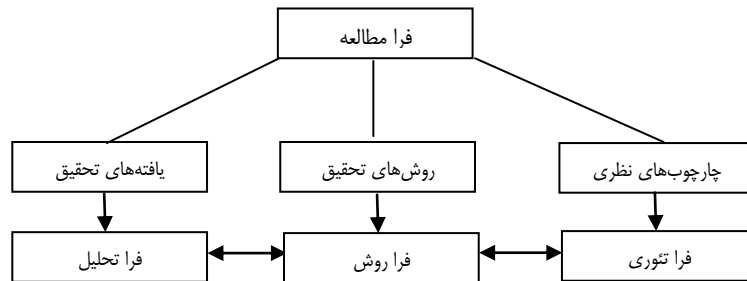 فرا مطالعه
چارچوب‌های نظری
روش‌های تحقیق
یافته‌های تحقیق
فرا تئوری
فرا روش
فرا تحلیل